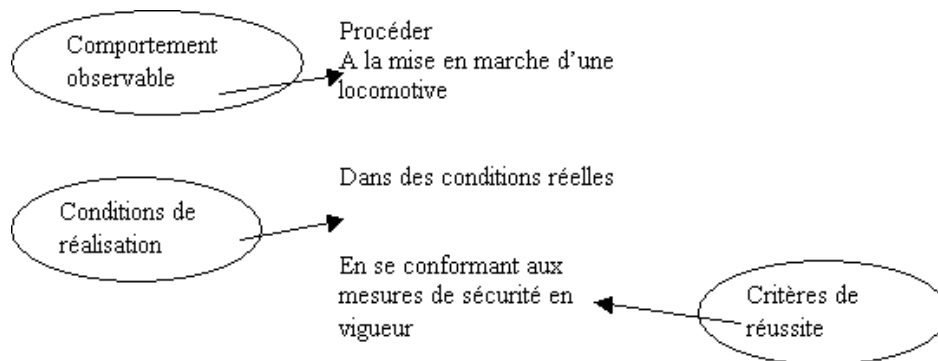 Comportement
observable
Procéder
A la mise en marche d'une
locomotive
Conditions de
réalisation
Dans des conditions réelles
En se conformant aux
mesures de sécurité en
vigueur
Critères de
réussite